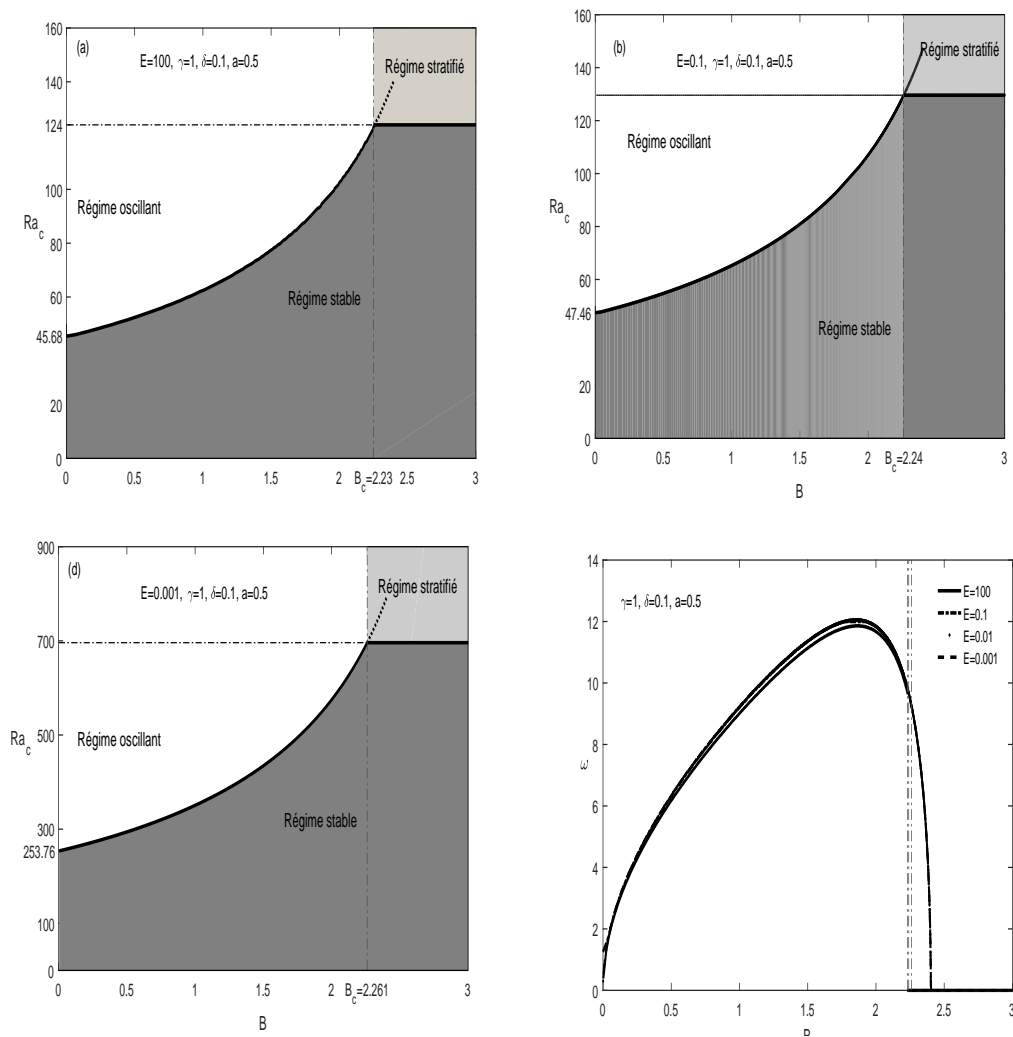 (a)
E=100, γ=1, δ=0.1, a=0.5
Régime stratifié
Régime oscillant
Régime stable
Ra_c
160
140
124
100
80
60
45.68
20
0
0 0.5 1 1.5 2 B_c=2.23 2.5 3
(b)
E=0.1, γ=1, δ=0.1, a=0.5
Régime stratifié
Régime oscillant
Régime stable
Ra_c
160
140
120
100
80
60
47.46
20
0
0 0.5 1 1.5 2 B_c=2.24 3
B
(d)
E=0.001, γ=1, δ=0.1, a=0.5
Régime stratifié
Régime oscillant
Régime stable
Ra_c
900
700
500
300
253.76
100
0
0 0.5 1 1.5 2 B_c=2.261 3
B
γ=1, δ=0.1, a=0.5
E=100
E=0.1
E=0.01
E=0.001
ω
14
12
10
8
6
4
2
0
0 0.5 1 1.5 2 2.5 3